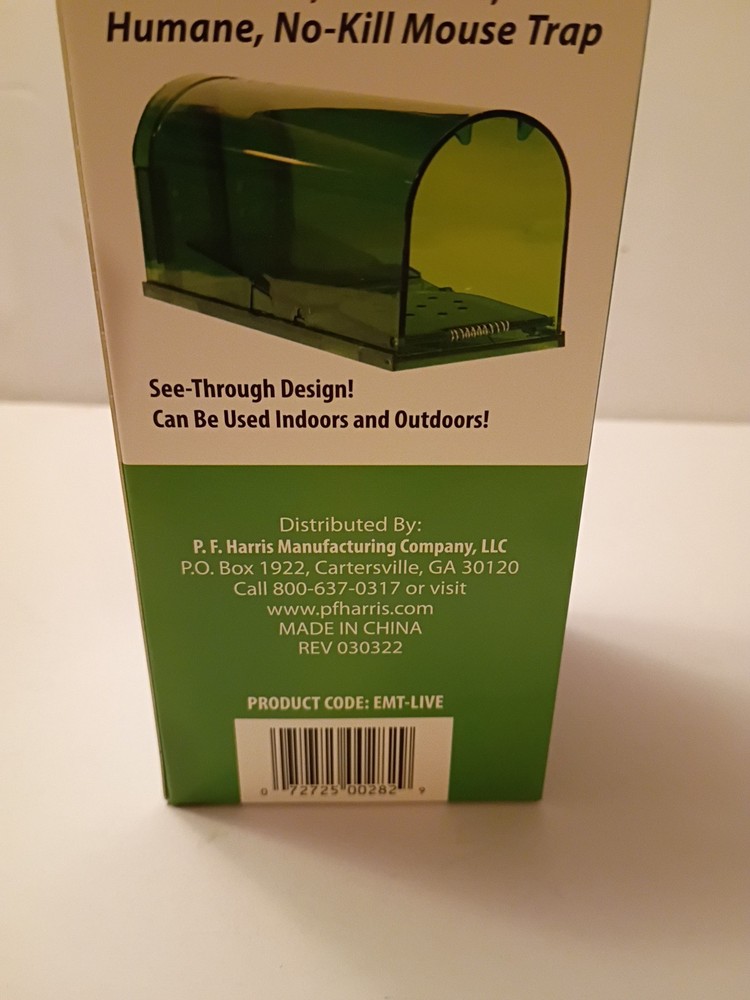 Humane, No-Kill Mouse Trap
See-Through Design!
Can Be Used Indoors and Outdoors!
Distributed By:
P. F. Harris Manufacturing Company, LLC
P.O. Box 1922, Cartersville, GA 30120
Call 800-637-0317 or visit
www.pfharris.com
MADE IN CHINA
REV 030322
PRODUCT CODE: EMT-LIVE
0 72725 00282 9